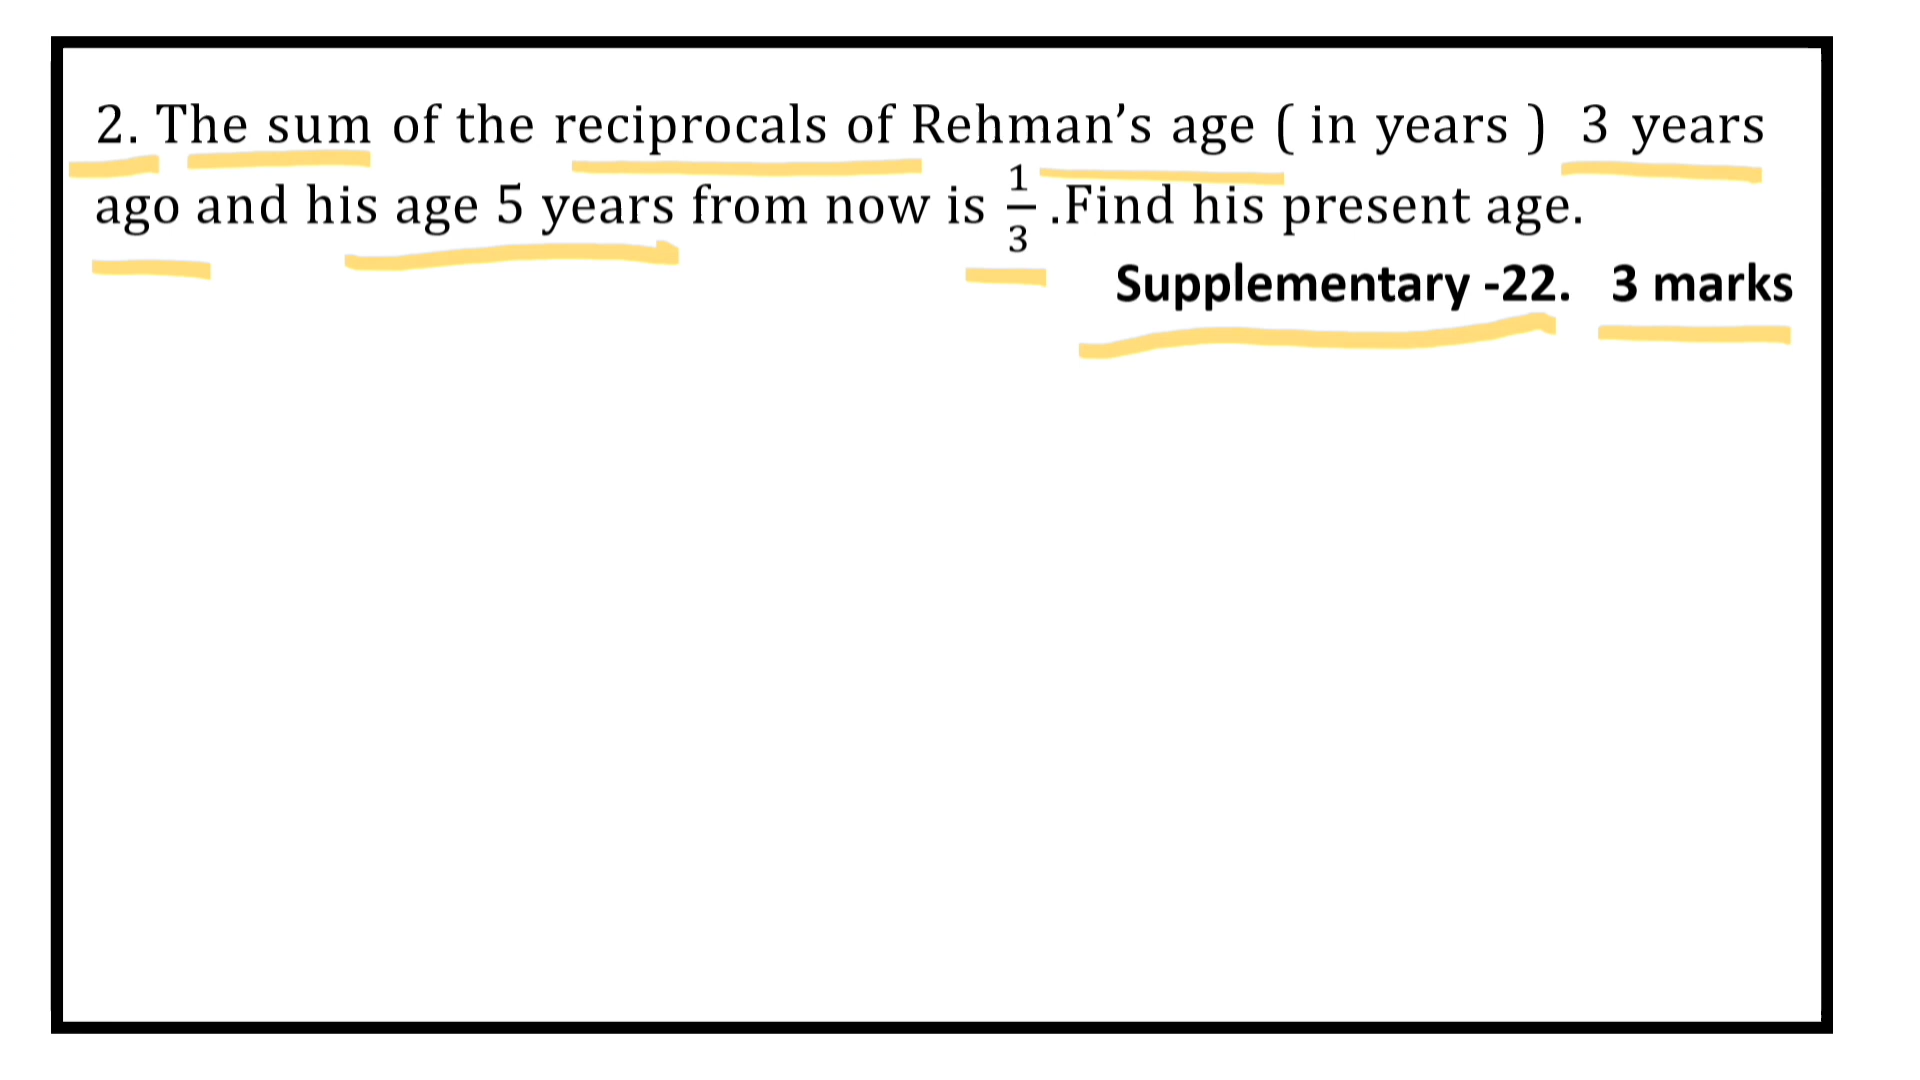 2. The sum of the reciprocals of Rehman’s age ( in years ) 3 years
ago and his age 5 years from now is 1/3 .Find his present age.
Supplementary -22. 3 marks